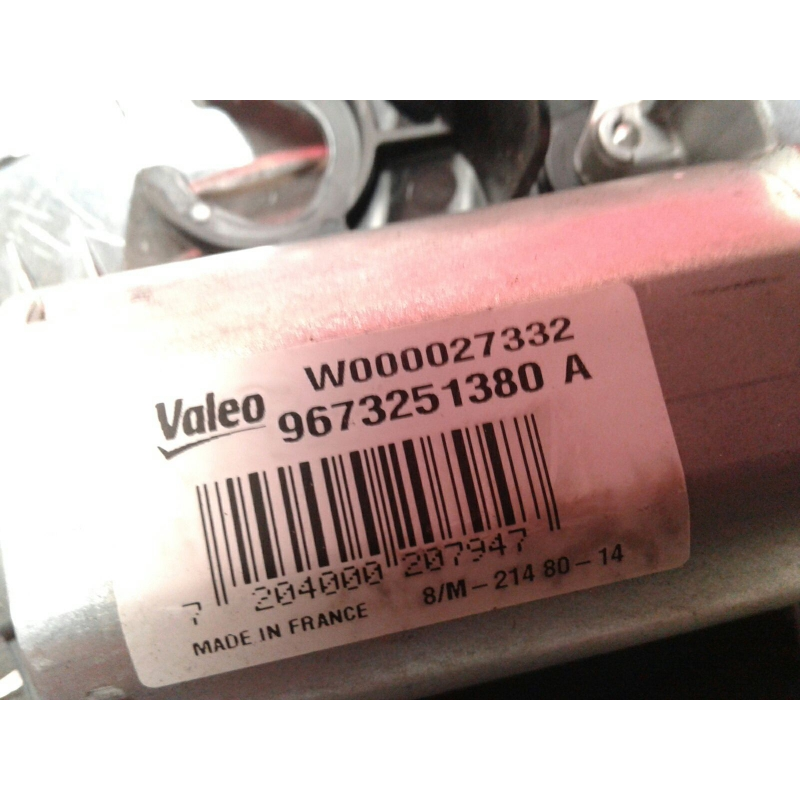 W000027332
Valeo 9673251380 A
7 204000 207947
MADE IN FRANCE 8/M-214 80-14